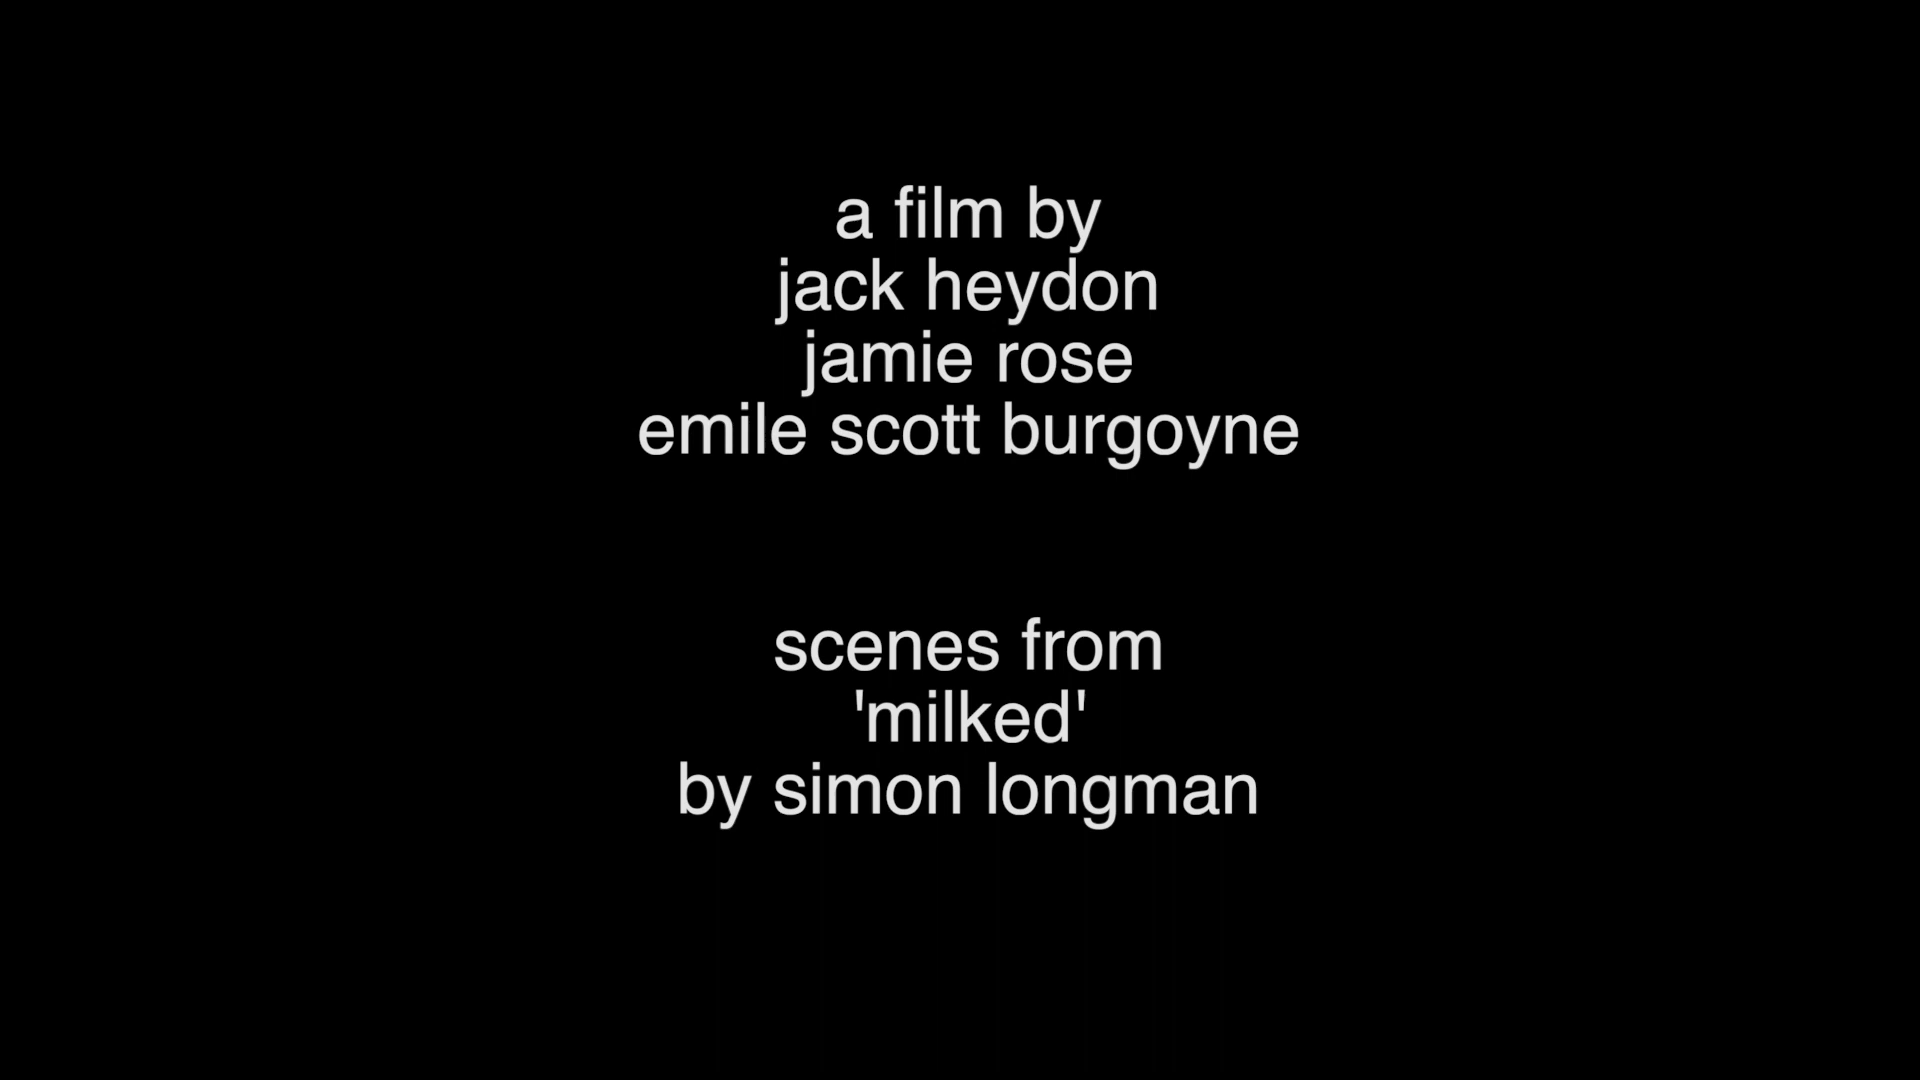 a film by
jack heydon
jamie rose
emile scott burgoyne
scenes from
'milked'
by simon longman